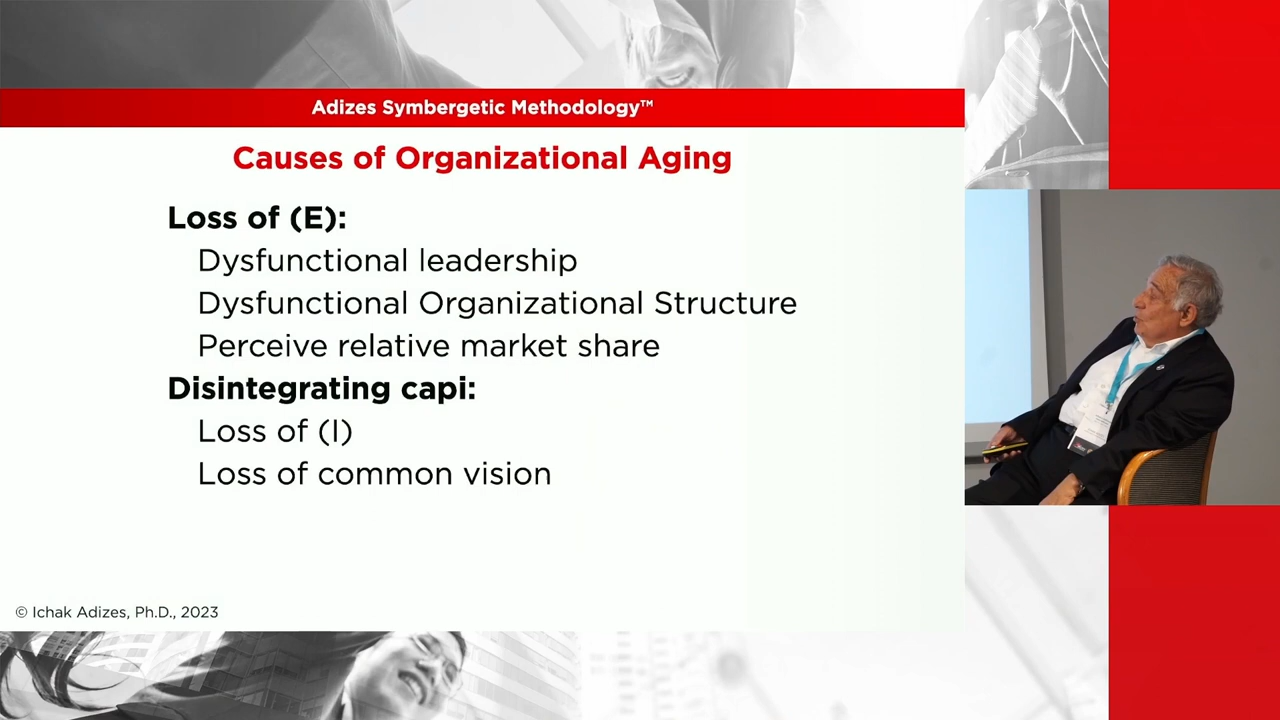 Adizes Symbergetic Methodology™
Causes of Organizational Aging
Loss of (E):
Dysfunctional leadership
Dysfunctional Organizational Structure
Perceive relative market share
Disintegrating capi:
Loss of (I)
Loss of common vision
© Ichak Adizes, Ph.D., 2023